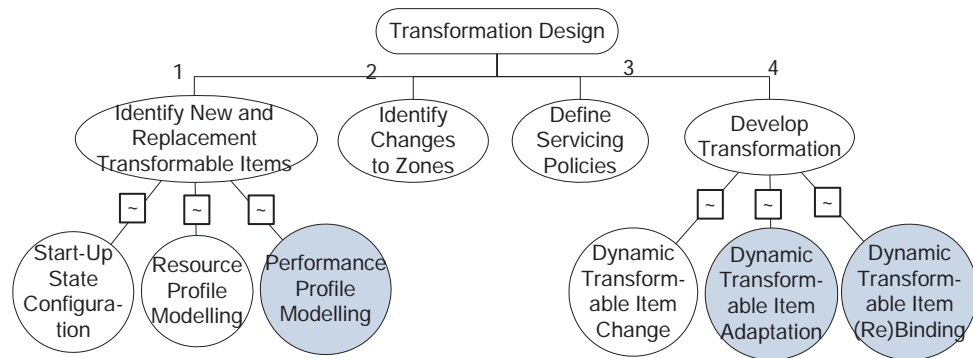 Transformation Design
1
2
3
4
Identify New and
Replacement
Transformable Items
Identify
Changes
to Zones
Define
Servicing
Policies
Develop
Transformation
~
~
~
~
~
~
Start-Up
State
Configura-
tion
Resource
Profile
Modelling
Performance
Profile
Modelling
Dynamic
Transform-
able Item
Change
Dynamic
Transform-
able Item
Adaptation
Dynamic
Transform-
able Item
(Re)Binding